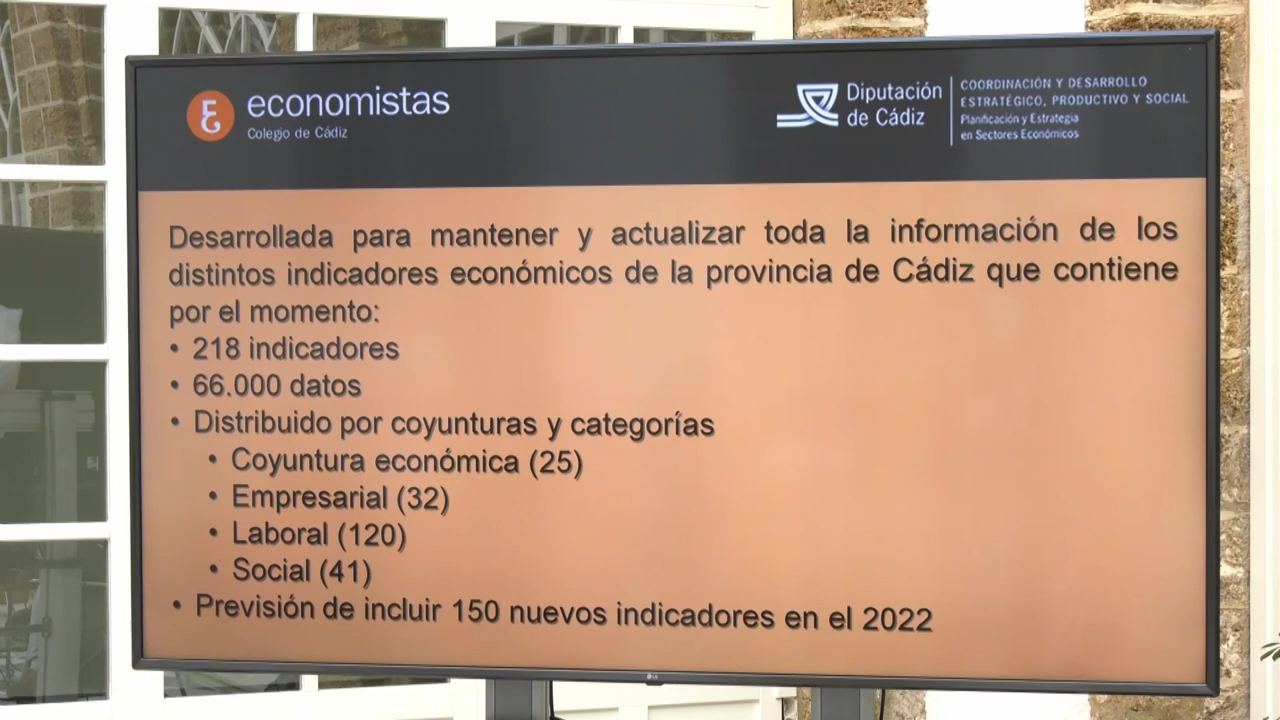 economistas
Colegio de Cádiz
Diputación
de Cádiz
COORDINACIÓN Y DESARROLLO
ESTRATÉGICO, PRODUCTIVO Y SOCIAL
Planificación y Estrategia
en Sectores Económicos
Desarrollada para mantener y actualizar toda la información de los
distintos indicadores económicos de la provincia de Cádiz que contiene
por el momento:
• 218 indicadores
• 66.000 datos
• Distribuido por coyunturas y categorías
• Coyuntura económica (25)
• Empresarial (32)
• Laboral (120)
• Social (41)
• Previsión de incluir 150 nuevos indicadores en el 2022
LG